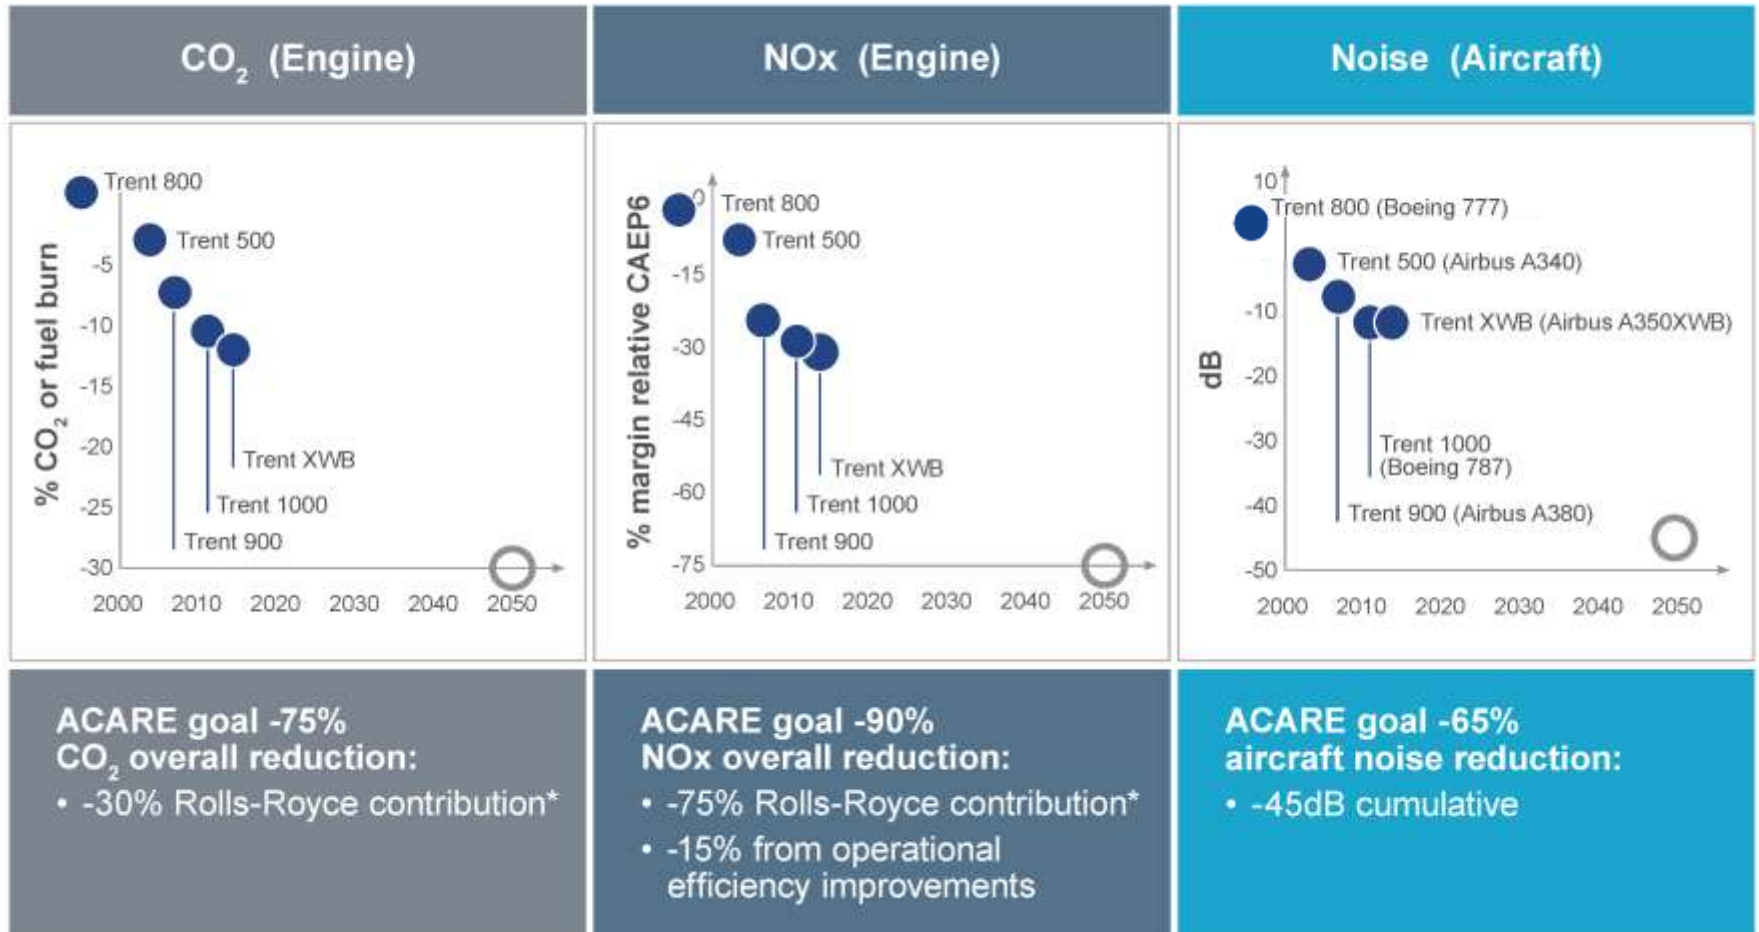 CO₂ (Engine)
NOx (Engine)
Noise (Aircraft)
% CO₂ or fuel burn
Trent 800
Trent 500
-5
-10
-15
-20
-25
-30
Trent XWB
Trent 1000
Trent 900
2000 2010 2020 2030 2040 2050
% margin relative CAEP6
0
Trent 800
Trent 500
-15
-30
-45
-60
-75
Trent XWB
Trent 1000
Trent 900
2000 2010 2020 2030 2040 2050
dB
10
Trent 800 (Boeing 777)
Trent 500 (Airbus A340)
-10
Trent XWB (Airbus A350XWB)
-20
-30
Trent 1000
(Boeing 787)
-40
Trent 900 (Airbus A380)
-50
2000 2010 2020 2030 2040 2050
ACARE goal -75%
CO₂ overall reduction:
• -30% Rolls-Royce contribution*
ACARE goal -90%
NOx overall reduction:
• -75% Rolls-Royce contribution*
• -15% from operational
efficiency improvements
ACARE goal -65%
aircraft noise reduction:
• -45dB cumulative